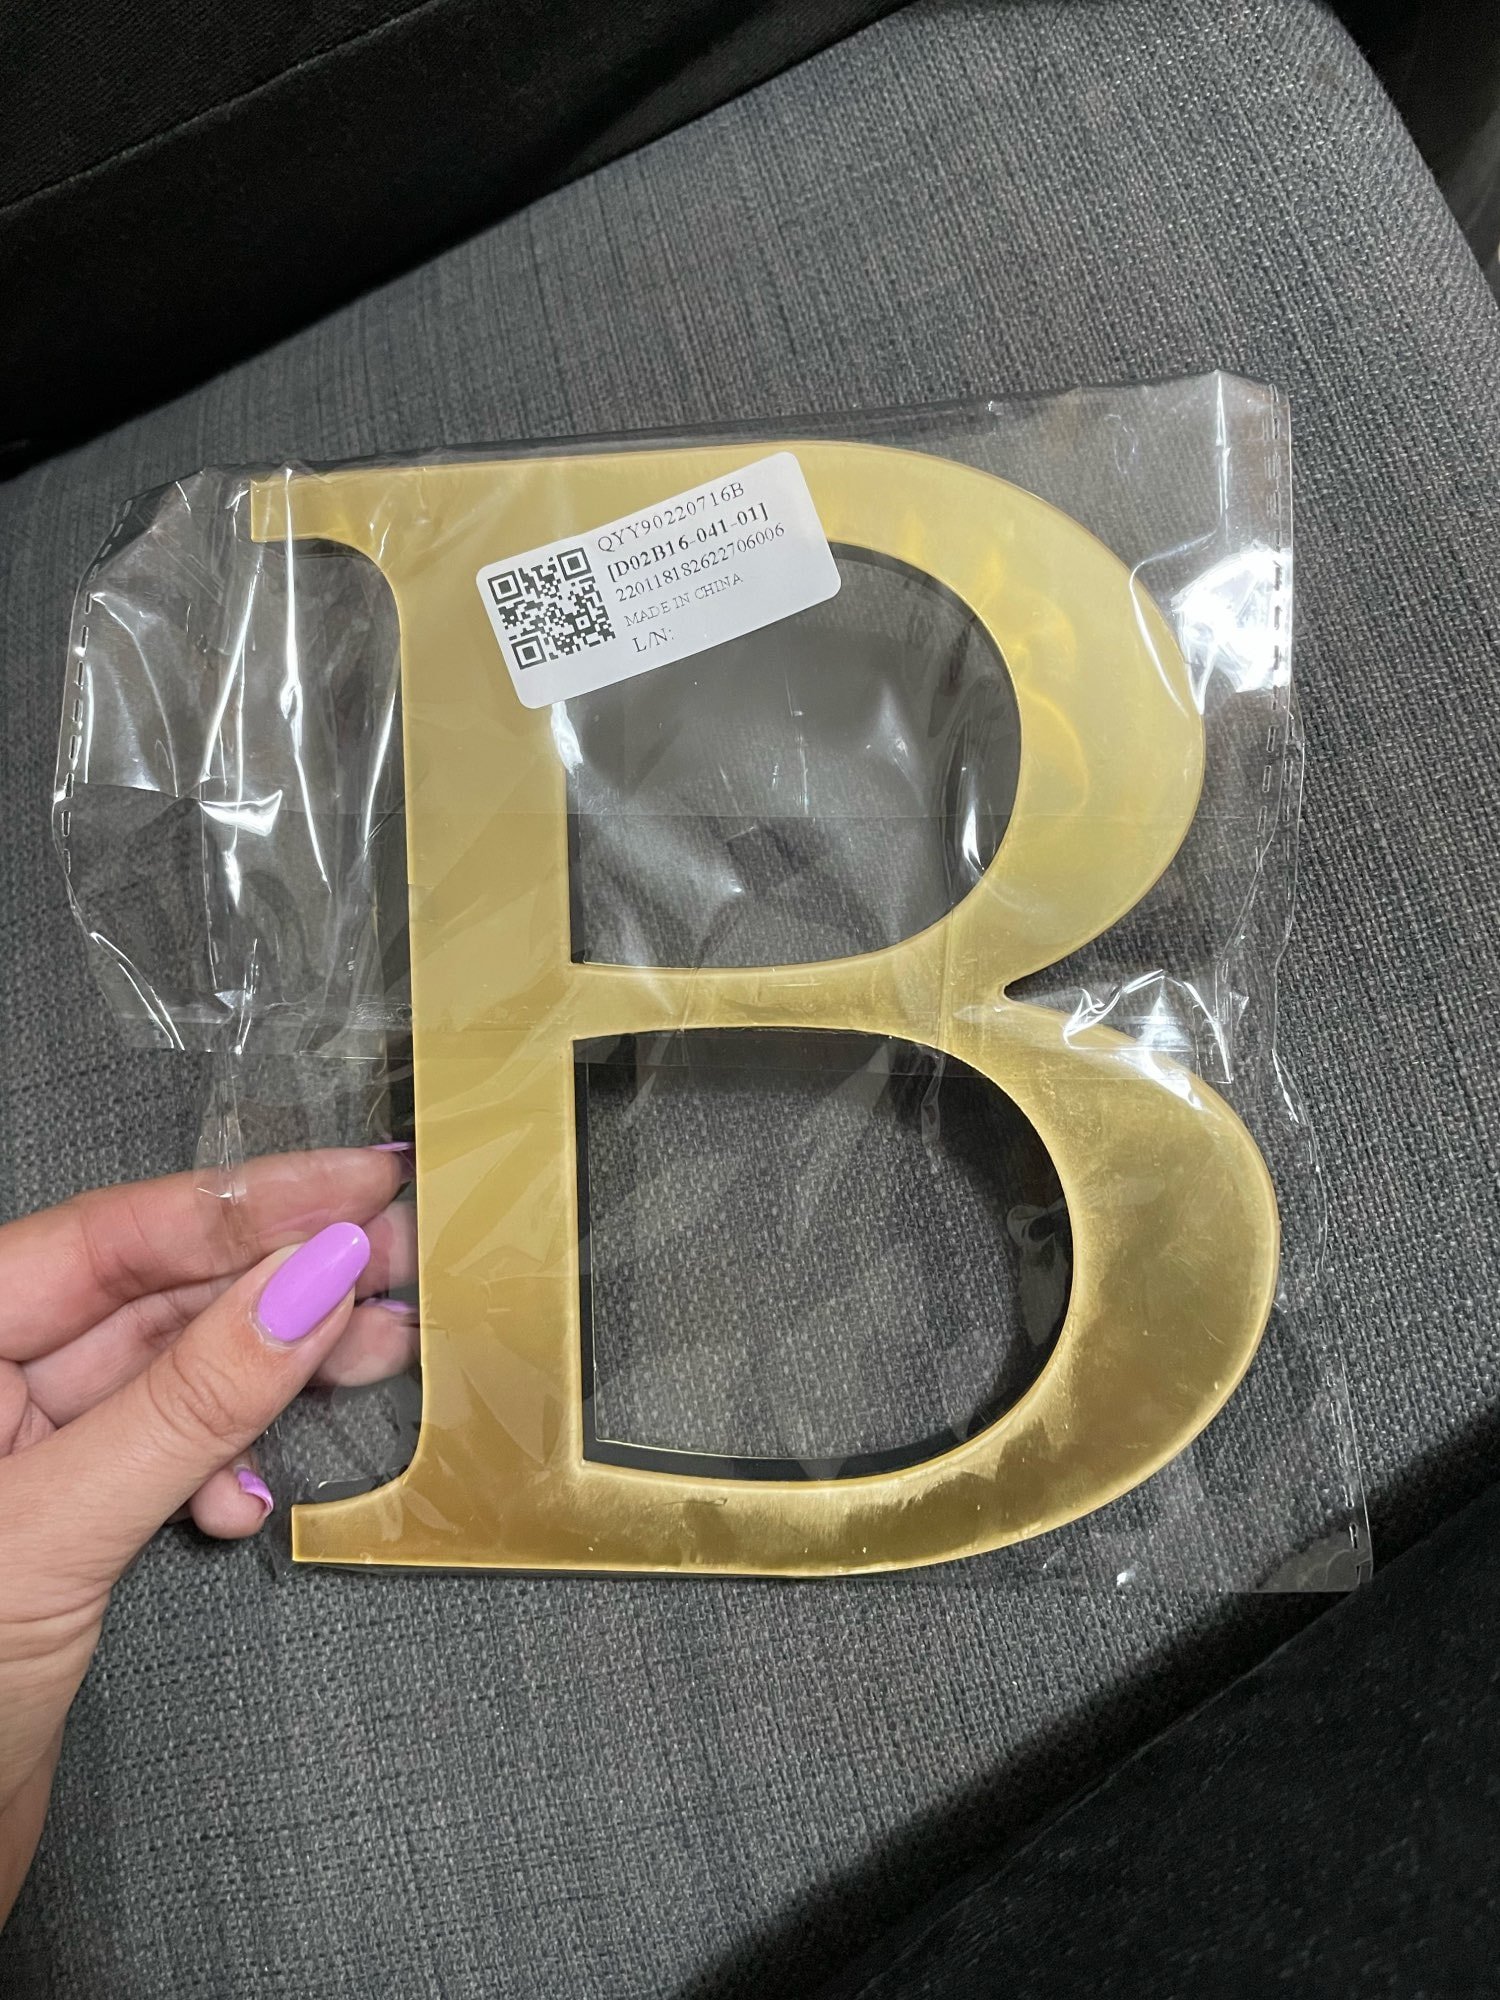 QYY90220716B
[D02B16-041-01]
220118182622706006
MADE IN CHINA
L/N:
B